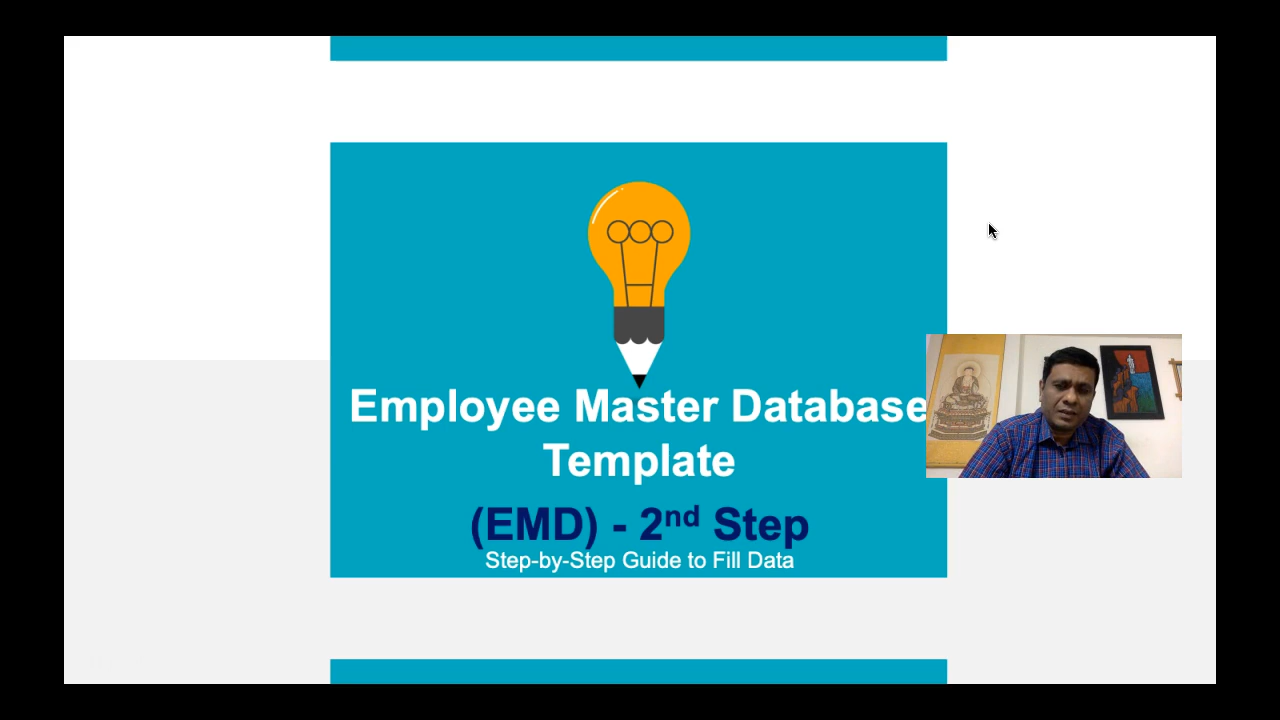 Employee Master Database
Template
(EMD) - 2nd Step
Step-by-Step Guide to Fill Data